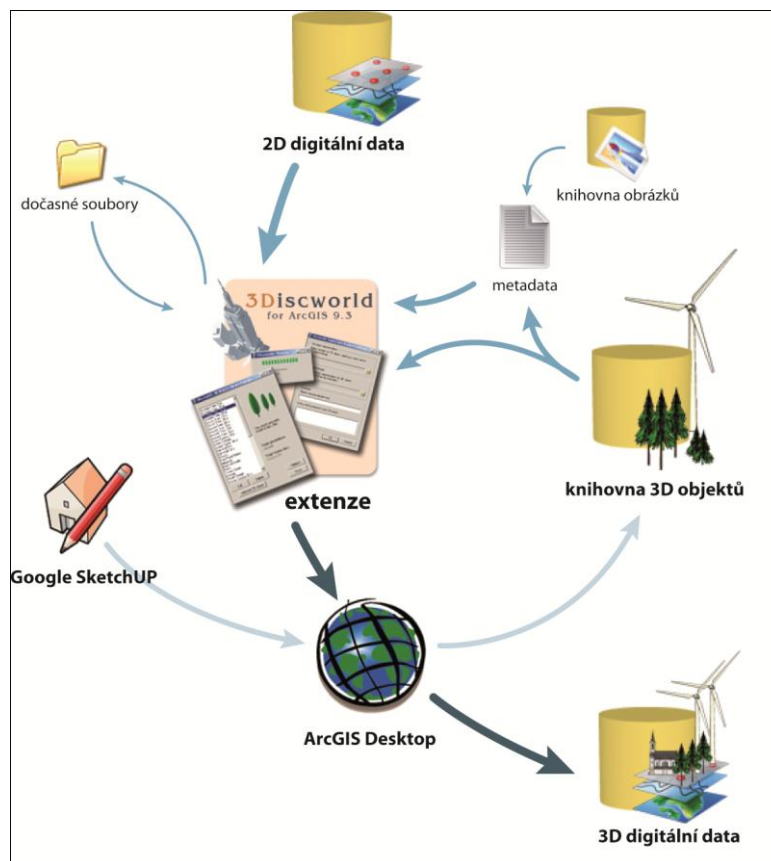 2D digitální data
dočasné soubory
knihovna obrázků
metadata
3Discworld
for ArcGIS 9.3
extenze
knihovna 3D objektů
Google SketchUP
ArcGIS Desktop
3D digitální data